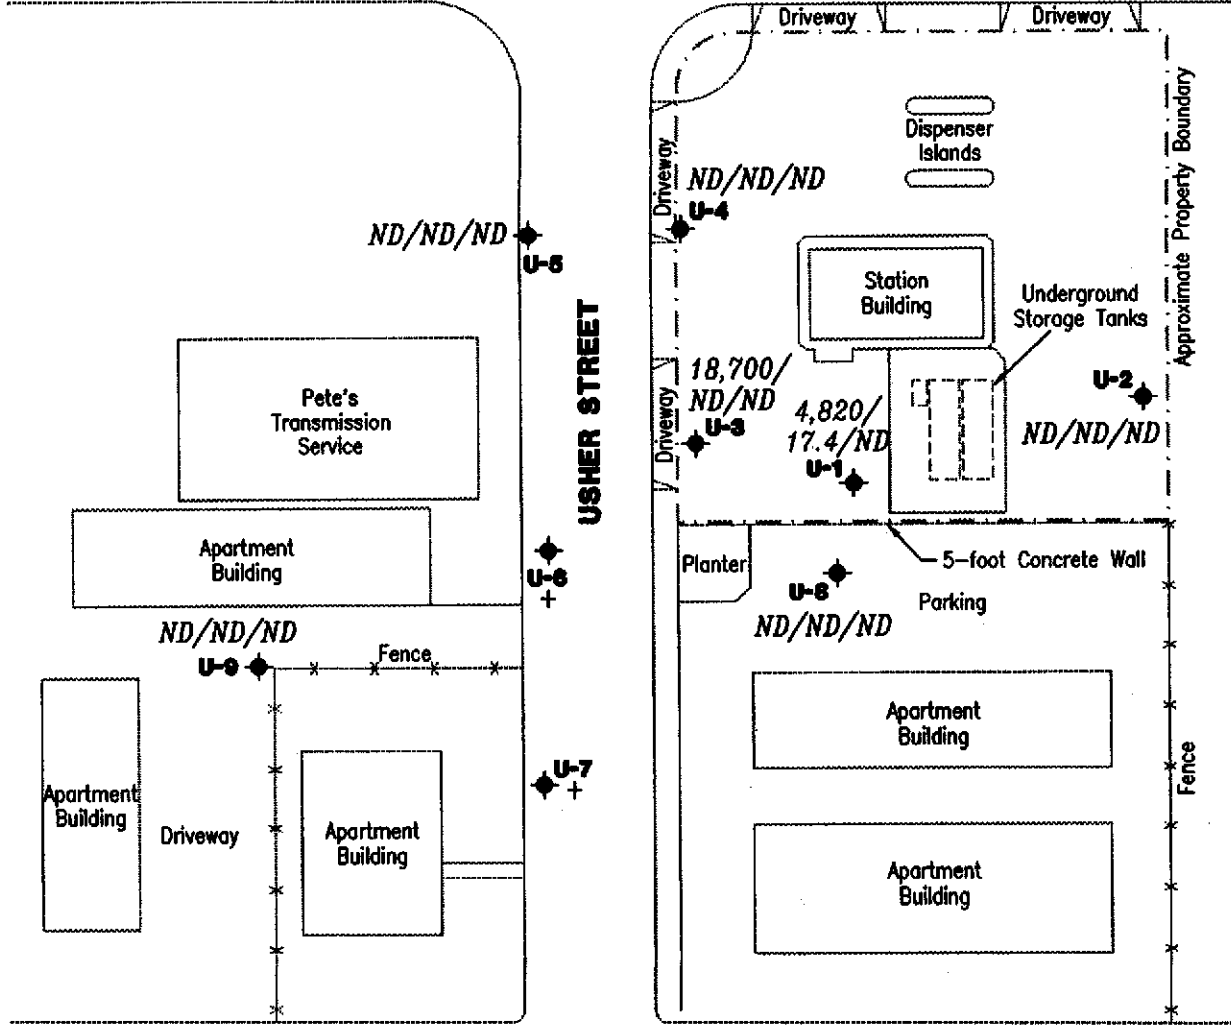 Driveway
Driveway
Dispenser
Islands
Approximate Property Boundary
Driveway
ND/ND/ND
U-4
ND/ND/ND
U-5
Station
Building
Underground
Storage Tanks
USHER STREET
Pete's
Transmission
Service
18,700/
ND/ND
U-3
Driveway
4,820/
17.4/ND
U-1
U-2
ND/ND/ND
Apartment
Building
U-6
+
Planter
5-foot Concrete Wall
U-8
Parking
ND/ND/ND
ND/ND/ND
U-9
Fence
Apartment
Building
Driveway
Apartment
Building
U-7
+
Apartment
Building
Fence
Apartment
Building